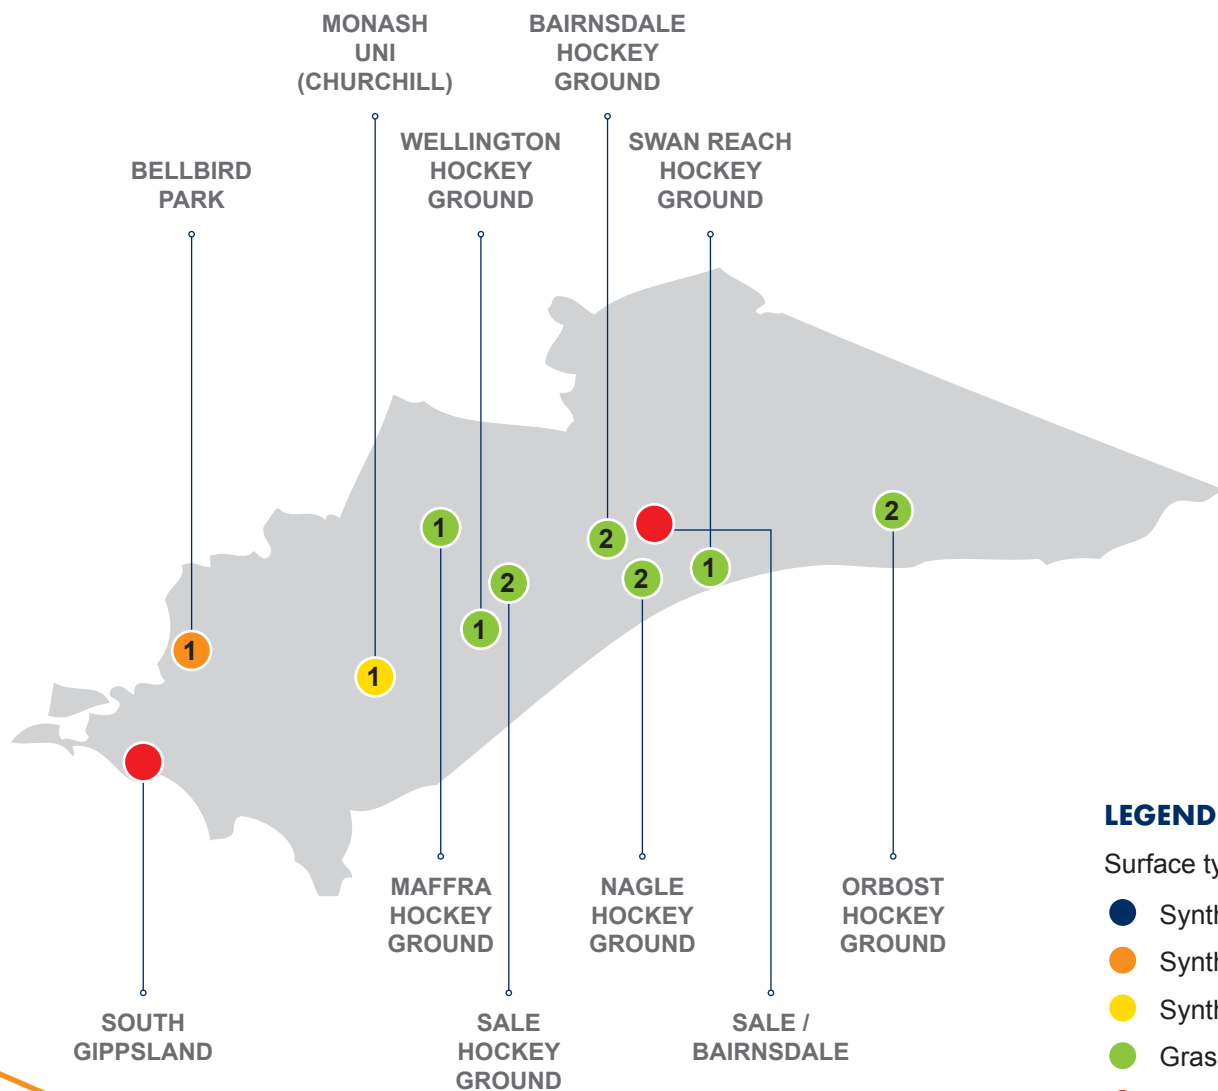 MONASH
UNI
(CHURCHILL)
BAIRNSDALE
HOCKEY
GROUND
WELLINGTON
HOCKEY
GROUND
SWAN REACH
HOCKEY
GROUND
BELLBIRD
PARK
2
1
2
2
1
2
1
1
1
LEGEND
Surface
MAFFRA
HOCKEY
GROUND
NAGLE
HOCKEY
GROUND
ORBOST
HOCKEY
GROUND
SOUTH
GIPPSLAND
SALE
HOCKEY
GROUND
SALE /
BAIRNSDALE